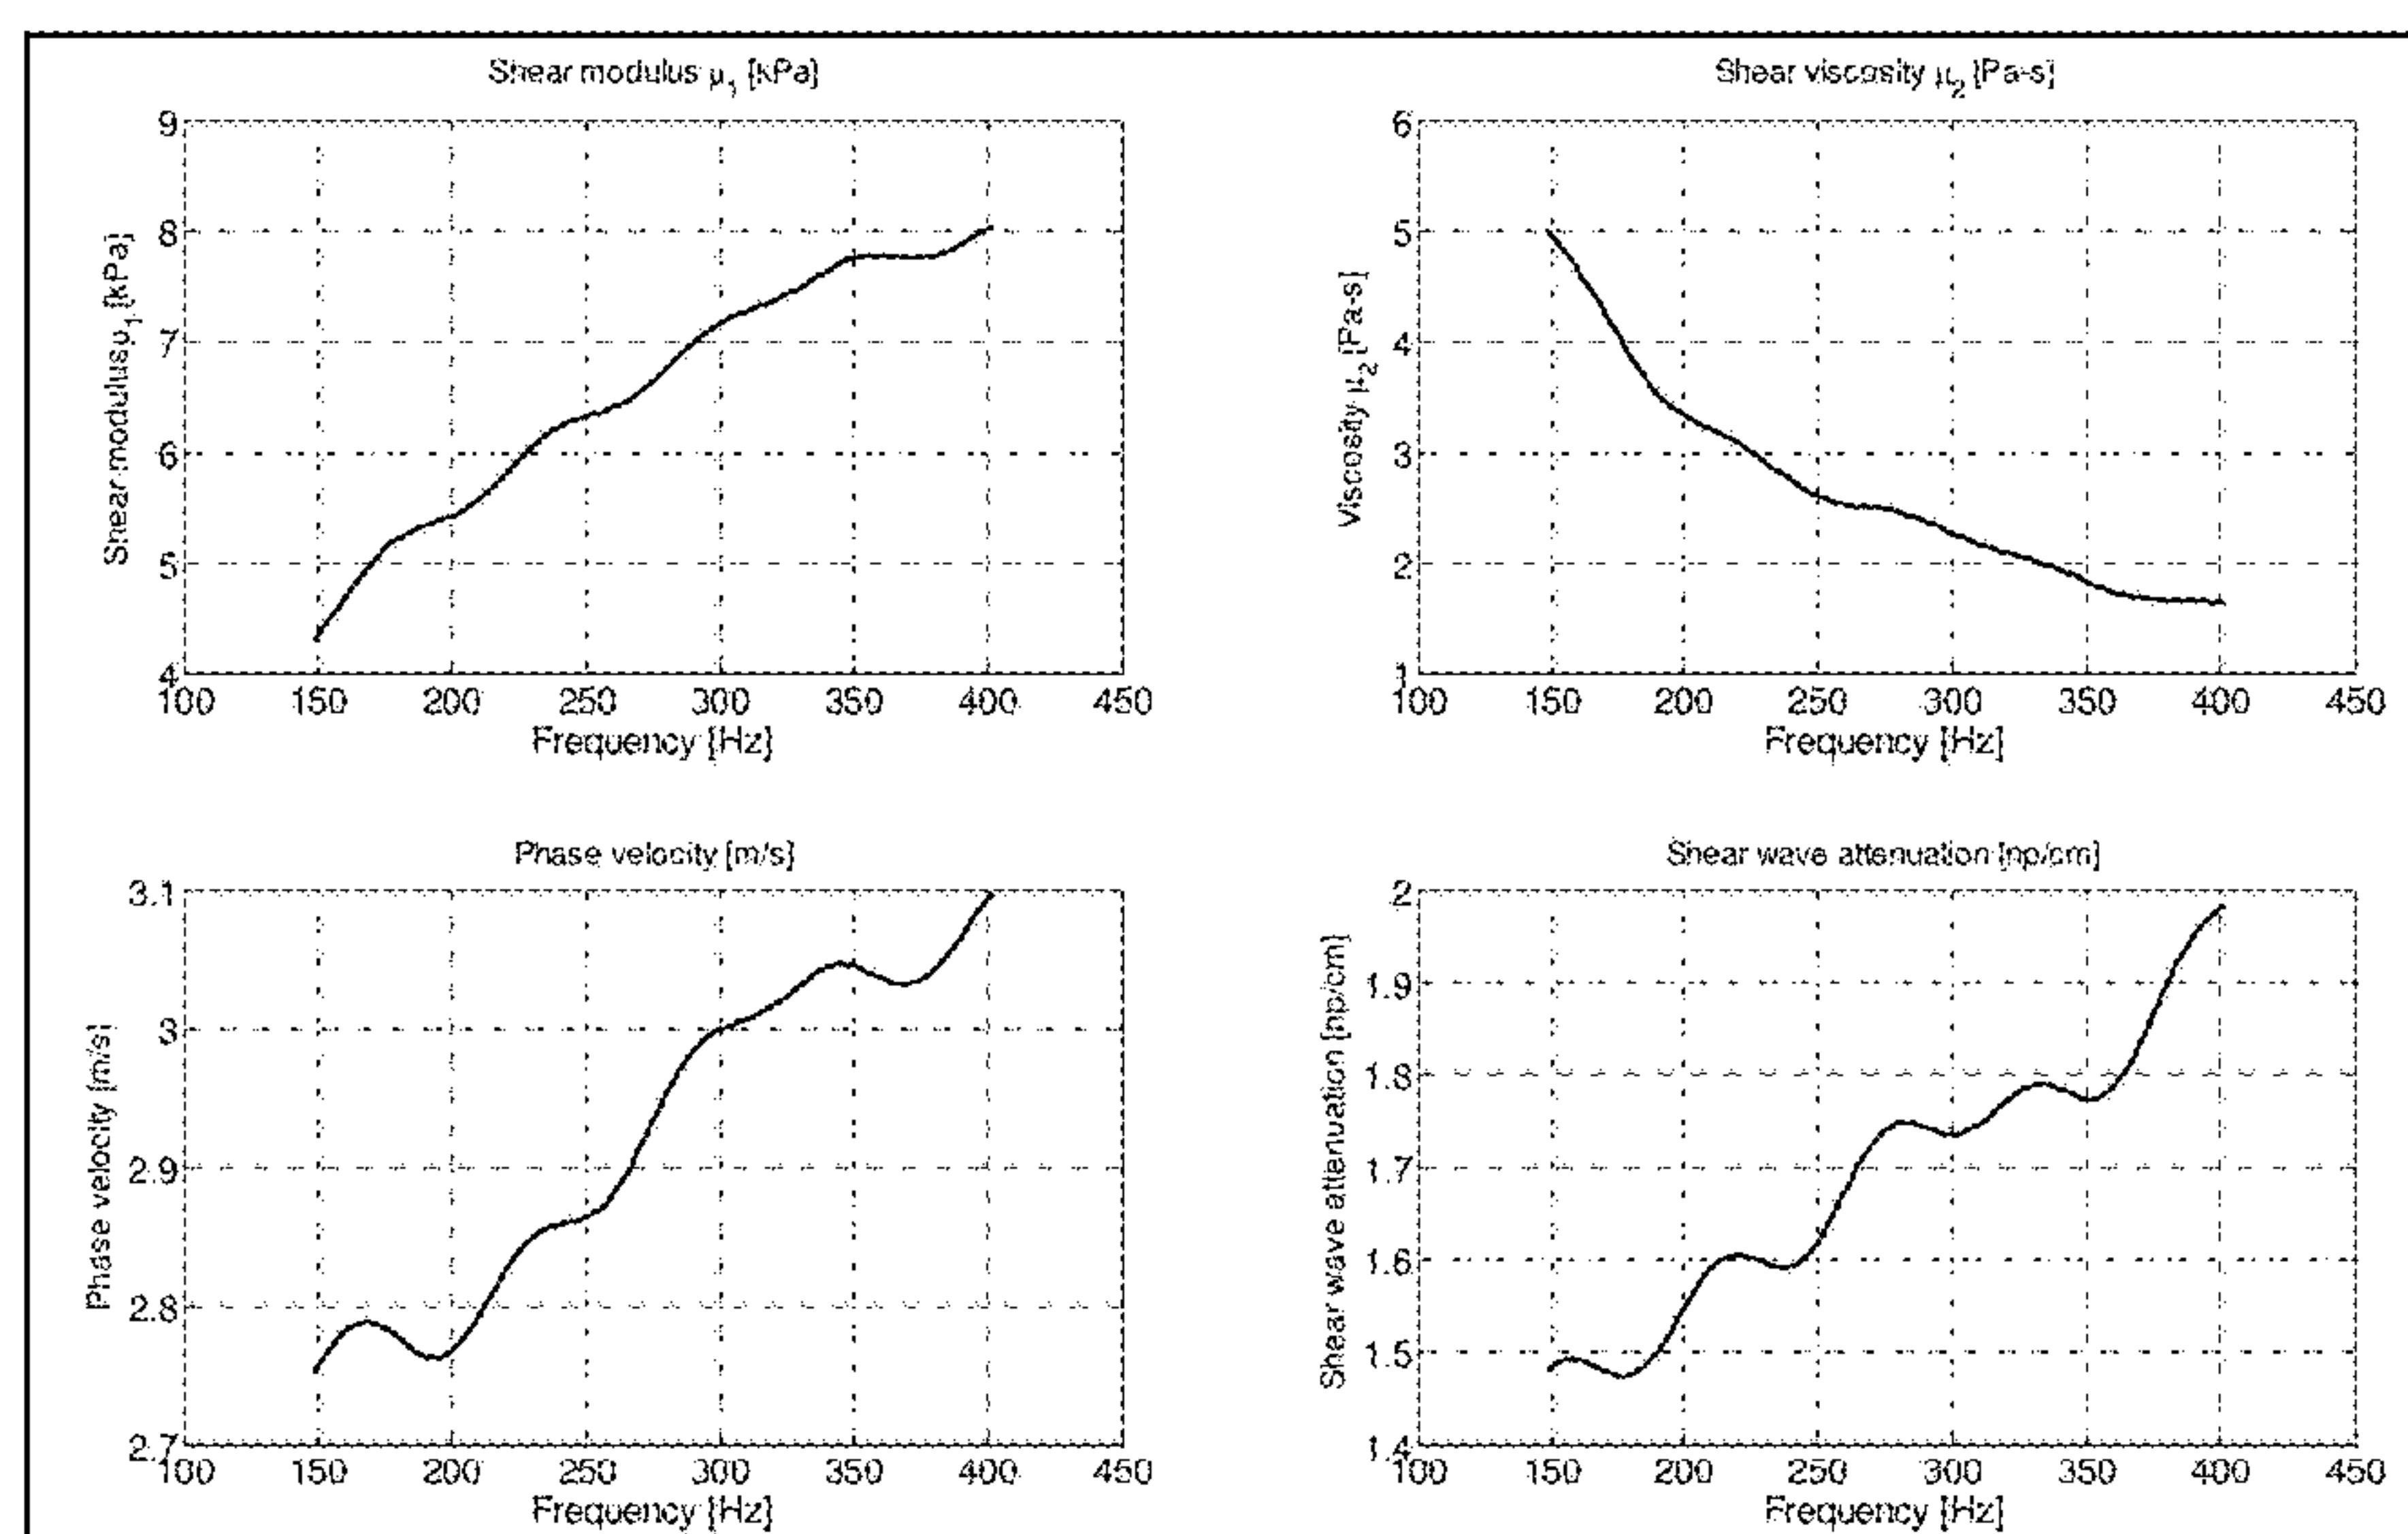 Shear modulus μ1 [kPa]
Shear modulus μ1 [kPa]
9
8
7
6
5
4
100 150 200 250 300 350 400 450
Frequency [Hz]
Shear viscosity μ2 [Pa-s]
Viscosity μ2 [Pa-s]
6
5
4
3
2
1
100 150 200 250 300 350 400 450
Frequency [Hz]
Phase velocity [m/s]
Phase velocity [m/s]
3.1
3
2.9
2.8
2.7
100 150 200 250 300 350 400 450
Frequency [Hz]
Shear wave attenuation [np/cm]
Shear wave attenuation [np/cm]
2
1.9
1.8
1.7
1.6
1.5
1.4
100 150 200 250 300 350 400 450
Frequency [Hz]